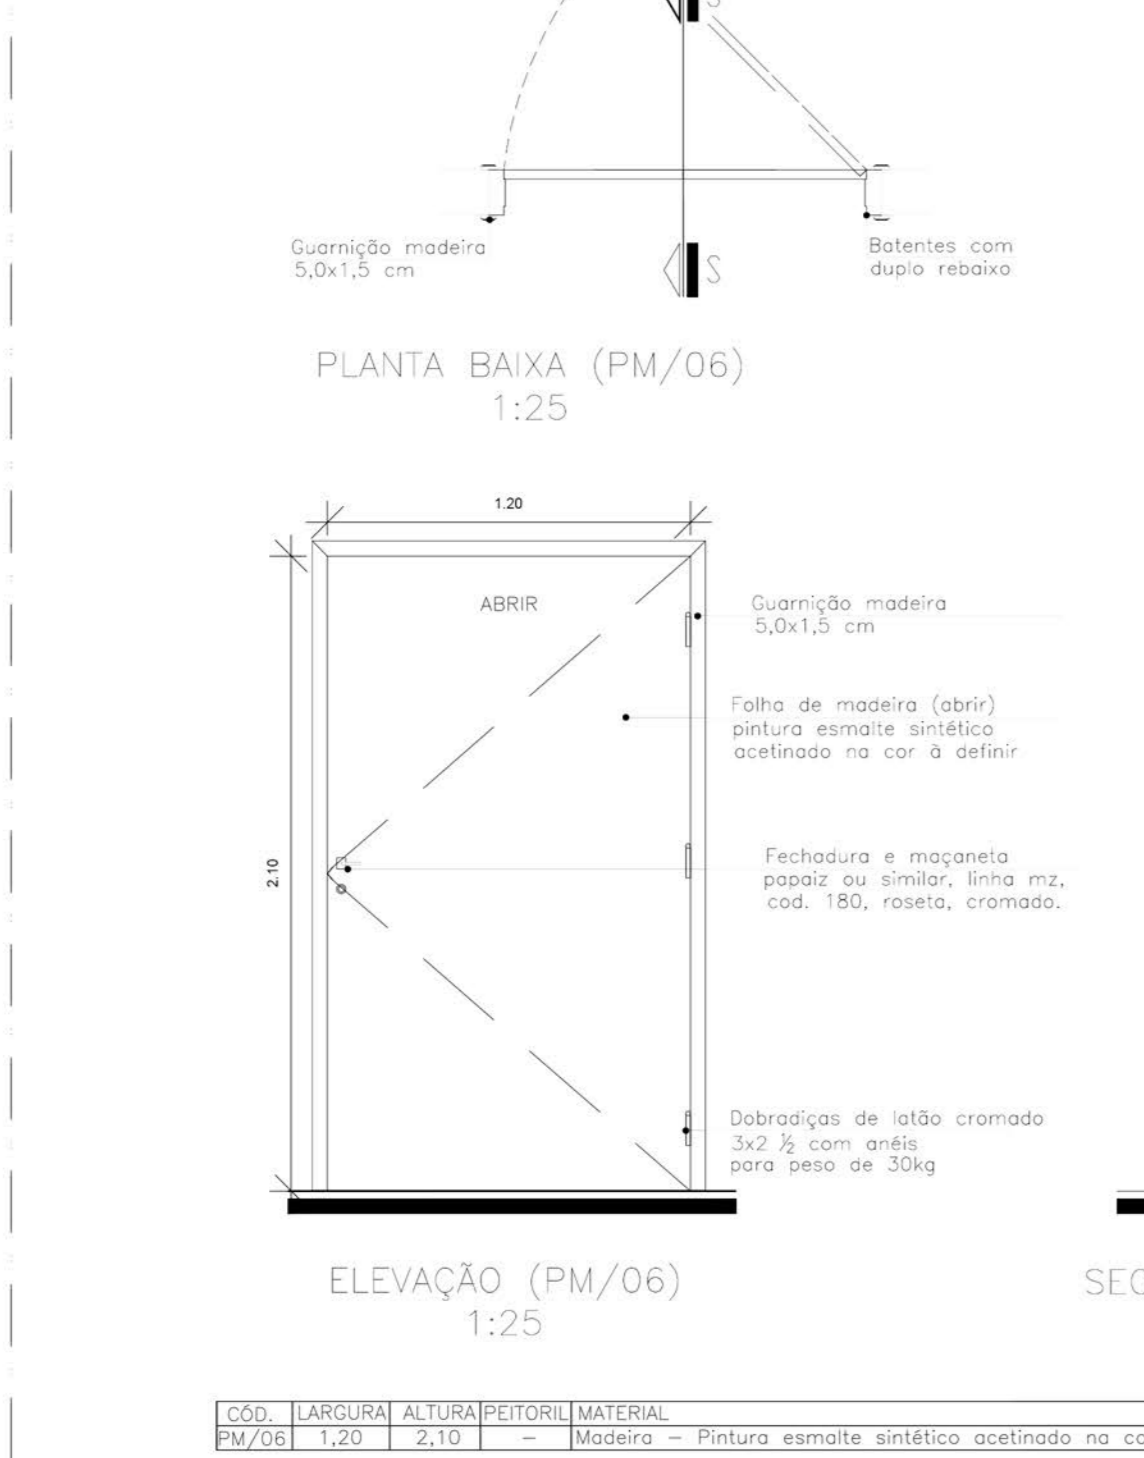 S
Guarnição madeira
5,0x1,5 cm
Batentes com
duplo rebaixo
S
PLANTA BAIXA (PM/06)
1:25
1.20
ABRIR
Guarnição madeira
5,0x1,5 cm
Folha de madeira (abrir)
pintura esmalte sintético
acetinado na cor à definir
2.10
Fechadura e maçaneta
papaiz ou similar, linha mz,
cod. 180, roseta, cromado.
Dobradiças de latão cromado
3x2 ½ com anéis
para peso de 30kg
ELEVAÇÃO (PM/06)
1:25
CÓD. LARGURA ALTURA PEITORIL MATERIAL
PM/06 1,20 2,10 – Madeira – Pintura esmalte sintético acetinado na